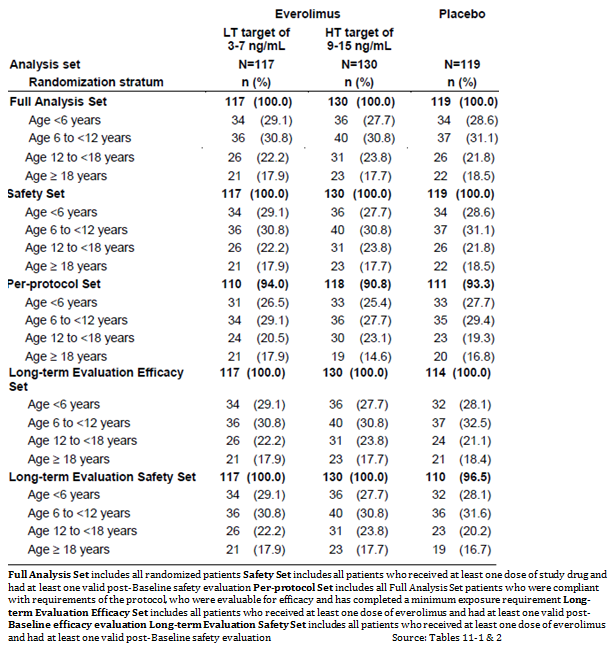 Everolimus Placebo
LT target of HT target of
3-7 ng/mL 9-15 ng/mL
Analysis set N=117 N=130 N=119
Randomization stratum n (%) n (%) n (%)
Full Analysis Set 117 (100.0) 130 (100.0) 119 (100.0)
Age <6 years 34 (29.1) 36 (27.7) 34 (28.6)
Age 6 to <12 years 36 (30.8) 40 (30.8) 37 (31.1)
Age 12 to <18 years 26 (22.2) 31 (23.8) 26 (21.8)
Age ≥ 18 years 21 (17.9) 23 (17.7) 22 (18.5)
Safety Set 117 (100.0) 130 (100.0) 119 (100.0)
Age <6 years 34 (29.1) 36 (27.7) 34 (28.6)
Age 6 to <12 years 36 (30.8) 40 (30.8) 37 (31.1)
Age 12 to <18 years 26 (22.2) 31 (23.8) 26 (21.8)
Age ≥ 18 years 21 (17.9) 23 (17.7) 22 (18.5)
Per-protocol Set 110 (94.0) 118 (90.8) 111 (93.3)
Age <6 years 31 (26.5) 33 (25.4) 33 (27.7)
Age 6 to <12 years 34 (29.1) 36 (27.7) 35 (29.4)
Age 12 to <18 years 24 (20.5) 30 (23.1) 23 (19.3)
Age ≥ 18 years 21 (17.9) 19 (14.6) 20 (16.8)
Long-term Evaluation Efficacy 117 (100.0) 130 (100.0) 114 (100.0)
Set
Age <6 years 34 (29.1) 36 (27.7) 32 (28.1)
Age 6 to <12 years 36 (30.8) 40 (30.8) 37 (32.5)
Age 12 to <18 years 26 (22.2) 31 (23.8) 24 (21.1)
Age ≥ 18 years 21 (17.9) 23 (17.7) 21 (18.4)
Long-term Evaluation Safety Set 117 (100.0) 130 (100.0) 110 (96.5)
Age <6 years 34 (29.1) 36 (27.7) 32 (28.1)
Age 6 to <12 years 36 (30.8) 40 (30.8) 36 (31.6)
Age 12 to <18 years 26 (22.2) 31 (23.8) 23 (20.2)
Age ≥ 18 years 21 (17.9) 23 (17.7) 19 (16.7)
Full Analysis Set includes all randomized patients Safety Set includes all patients who received at least one dose of study drug and
had at least one valid post-Baseline safety evaluation Per-protocol Set includes all Full Analysis Set patients who were compliant
with requirements of the protocol, who were evaluable for efficacy and has completed a minimum exposure requirement Long-
term Evaluation Efficacy Set includes all patients who received at least one dose of everolimus and had at least one valid post-
Baseline efficacy evaluation Long-term Evaluation Safety Set includes all patients who received at least one dose of everolimus
and had at least one valid post-Baseline safety evaluation Source: Tables 11-1 & 2